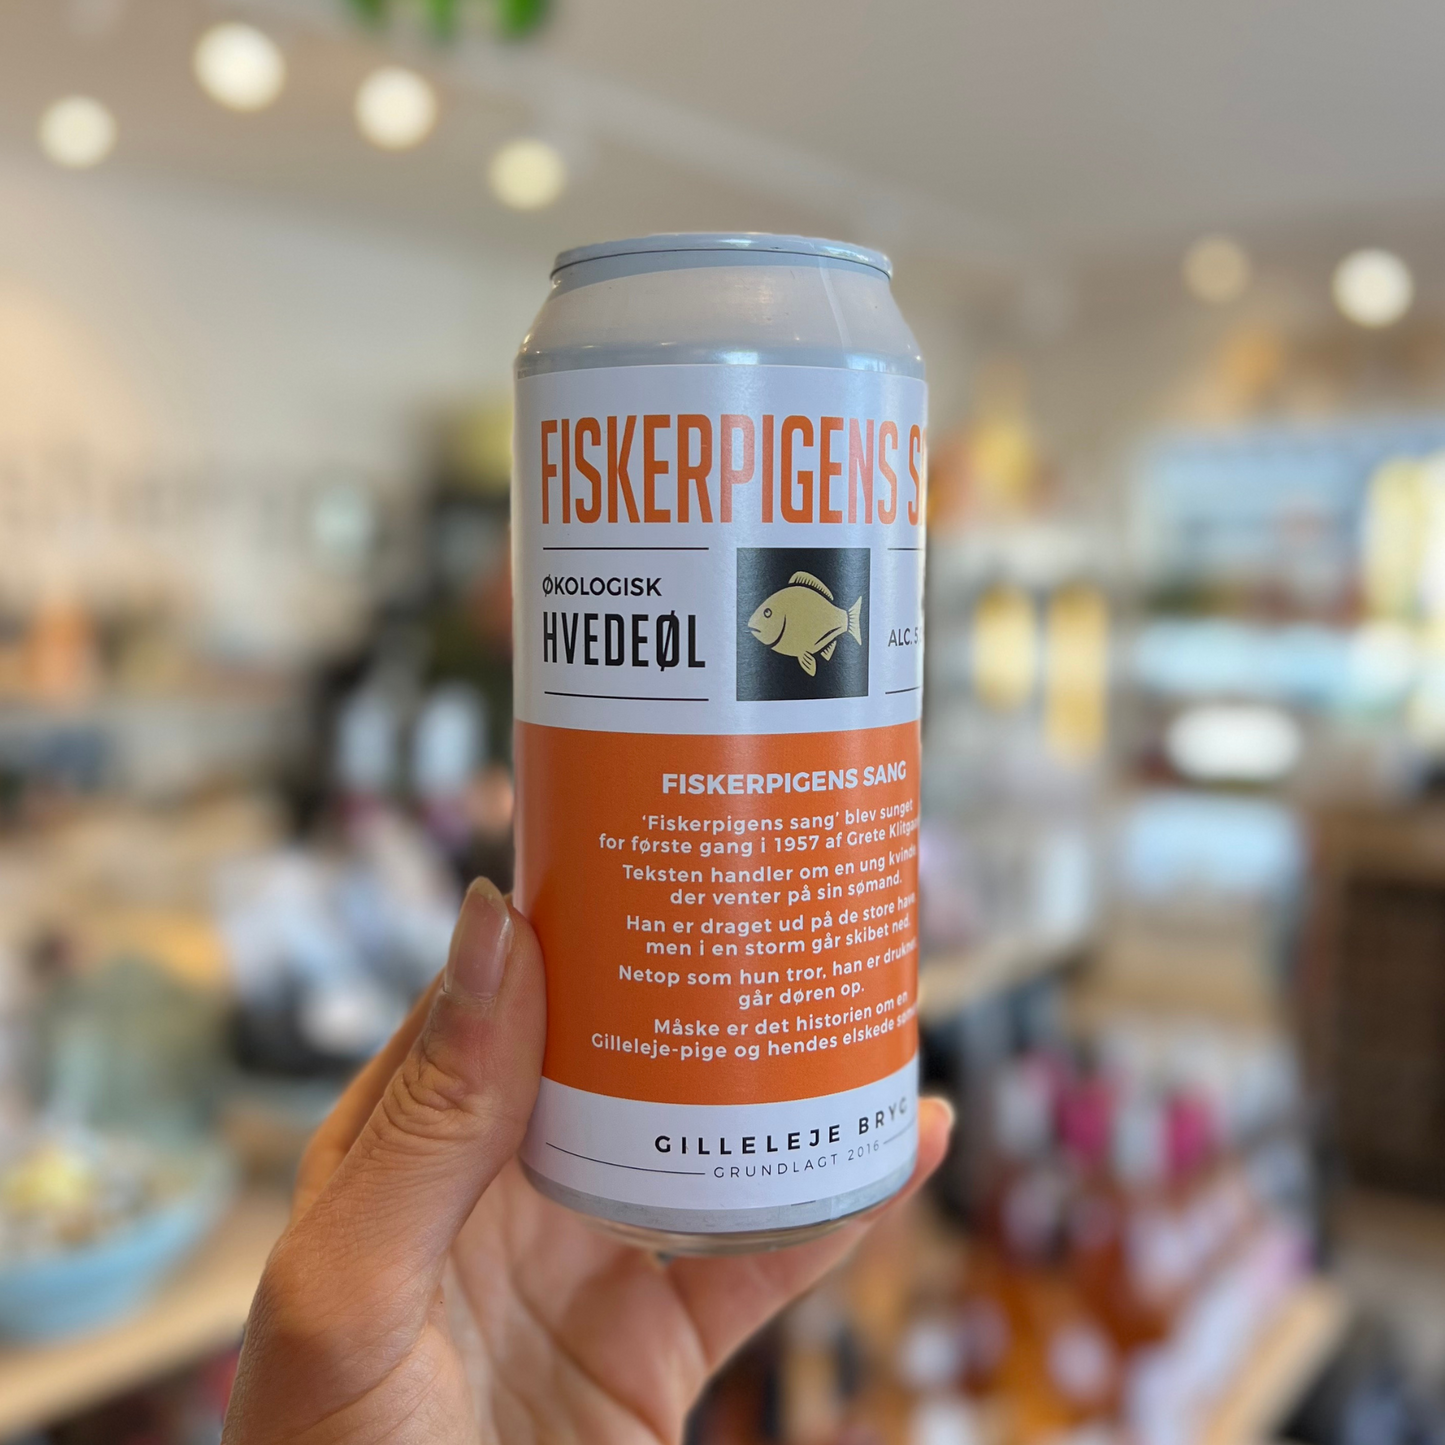 FISKERPIGENS
ØKOLOGISK
HVEDEØL
ALC. 5
FISKERPIGENS SANG
‘Fiskerpigens sang’ blev sunget
for første gang i 1957 af Grete
Teksten handler om en ung
der venter på sin sømand.
Han er draget ud på de store
men i en storm går skibet ned.
Netop som hun tror, han er
går døren op.
Måske er det historien om en
Gilleleje-pige og hendes elskede
GILLELEJE BRYG
GRUNDLAGT 2016